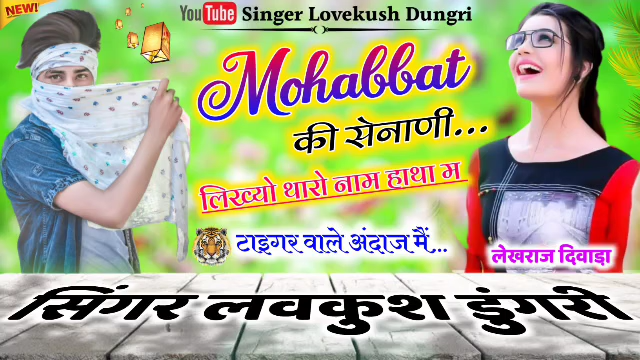 NEW!
YouTube Singer Lovekush Dungri
Mohabbat
की सेनाणी...
लिख्यो थारो नाम हाथा म
टाइगर वाले अंदाज मैं...
लेखराज दिवाड़ा
सिंगर लवकुश डुंगरी